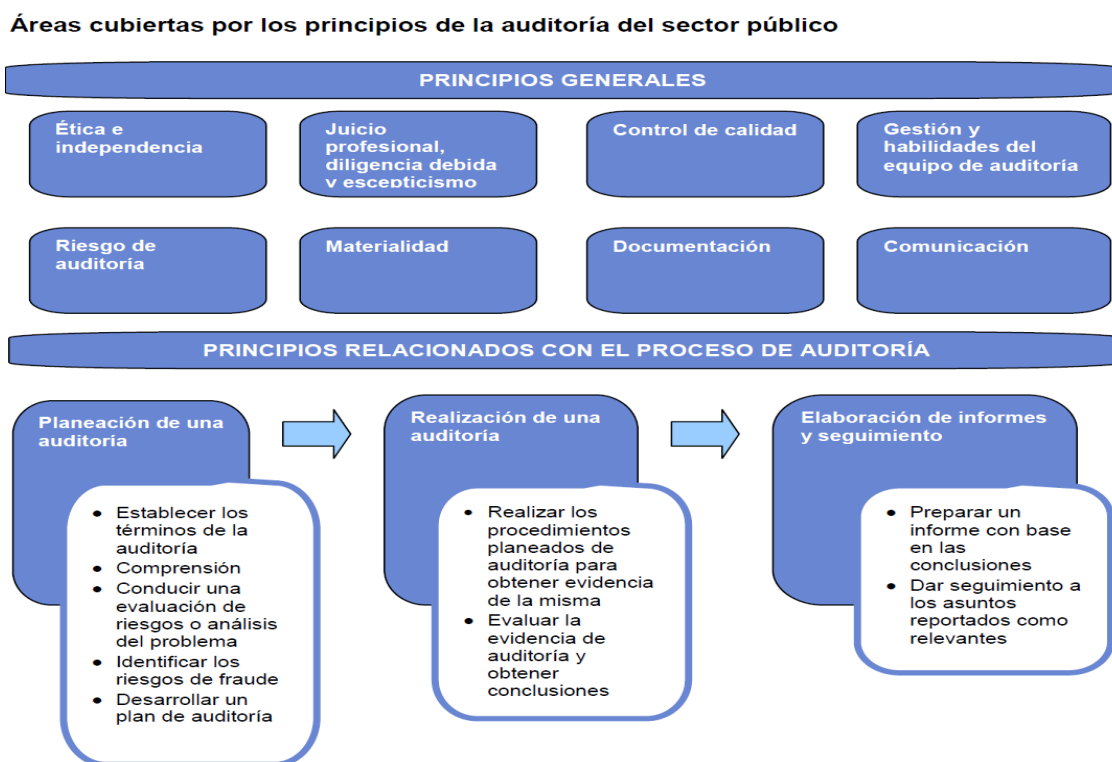 Áreas cubiertas por los principios de la auditoría del sector público
PRINCIPIOS GENERALES
Ética e
independencia
Juicio
profesional,
diligencia debida
y escepticismo
Control de calidad
Gestión y
habilidades del
equipo de auditoría
Riesgo de
auditoría
Materialidad
Documentación
Comunicación
PRINCIPIOS RELACIONADOS CON EL PROCESO DE AUDITORÍA
Planeación de una
auditoría
• Establecer los
términos de la
auditoría
• Comprensión
• Conducir una
evaluación de
riesgos o análisis
del problema
• Identificar los
riesgos de fraude
• Desarrollar un
plan de auditoría
Realización de una
auditoría
• Realizar los
procedimientos
planeados de
auditoría para
obtener evidencia
de la misma
• Evaluar la
evidencia de
auditoría y
obtener
conclusiones
Elaboración de informes
y seguimiento
• Preparar un
informe con base
en las
conclusiones
• Dar seguimiento a
los asuntos
reportados como
relevantes